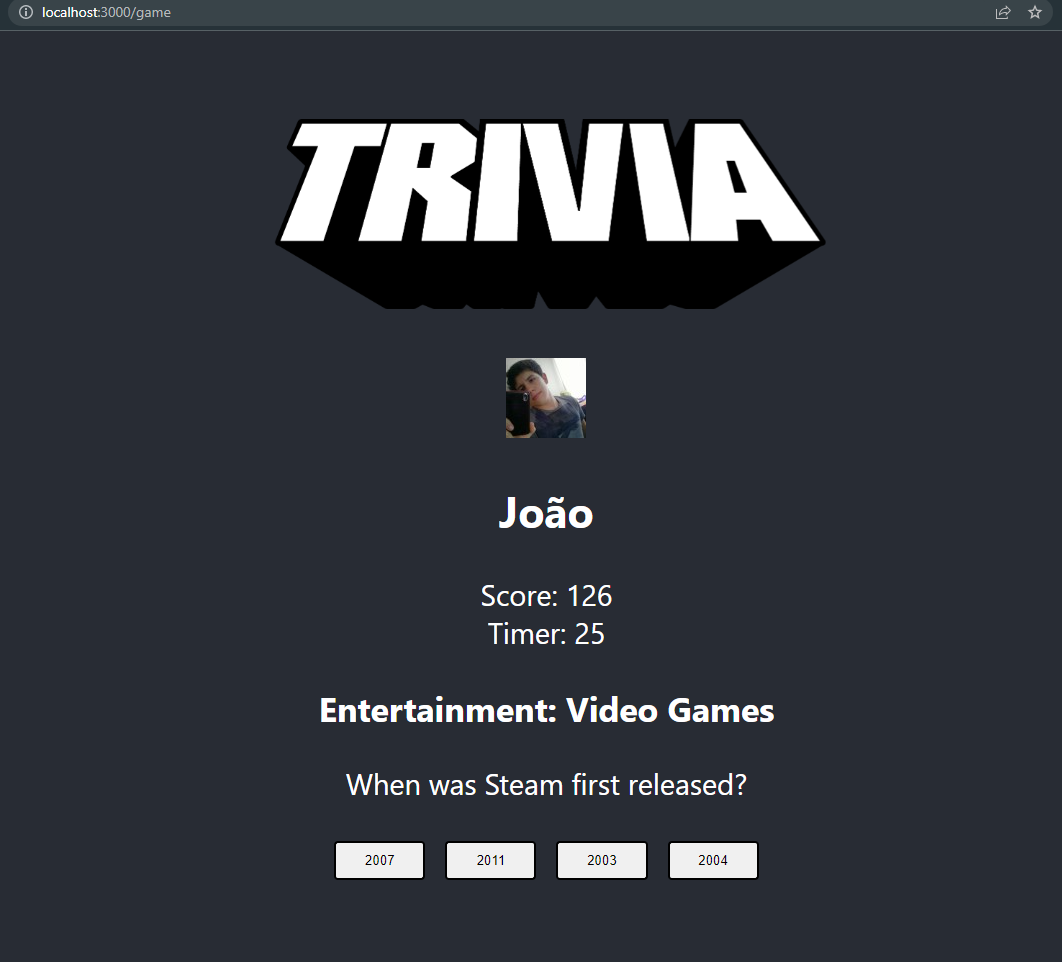 localhost:3000/game
TRIVIA
João
Score: 126
Timer: 25
Entertainment: Video Games
When was Steam first released?
2007 2011 2003 2004